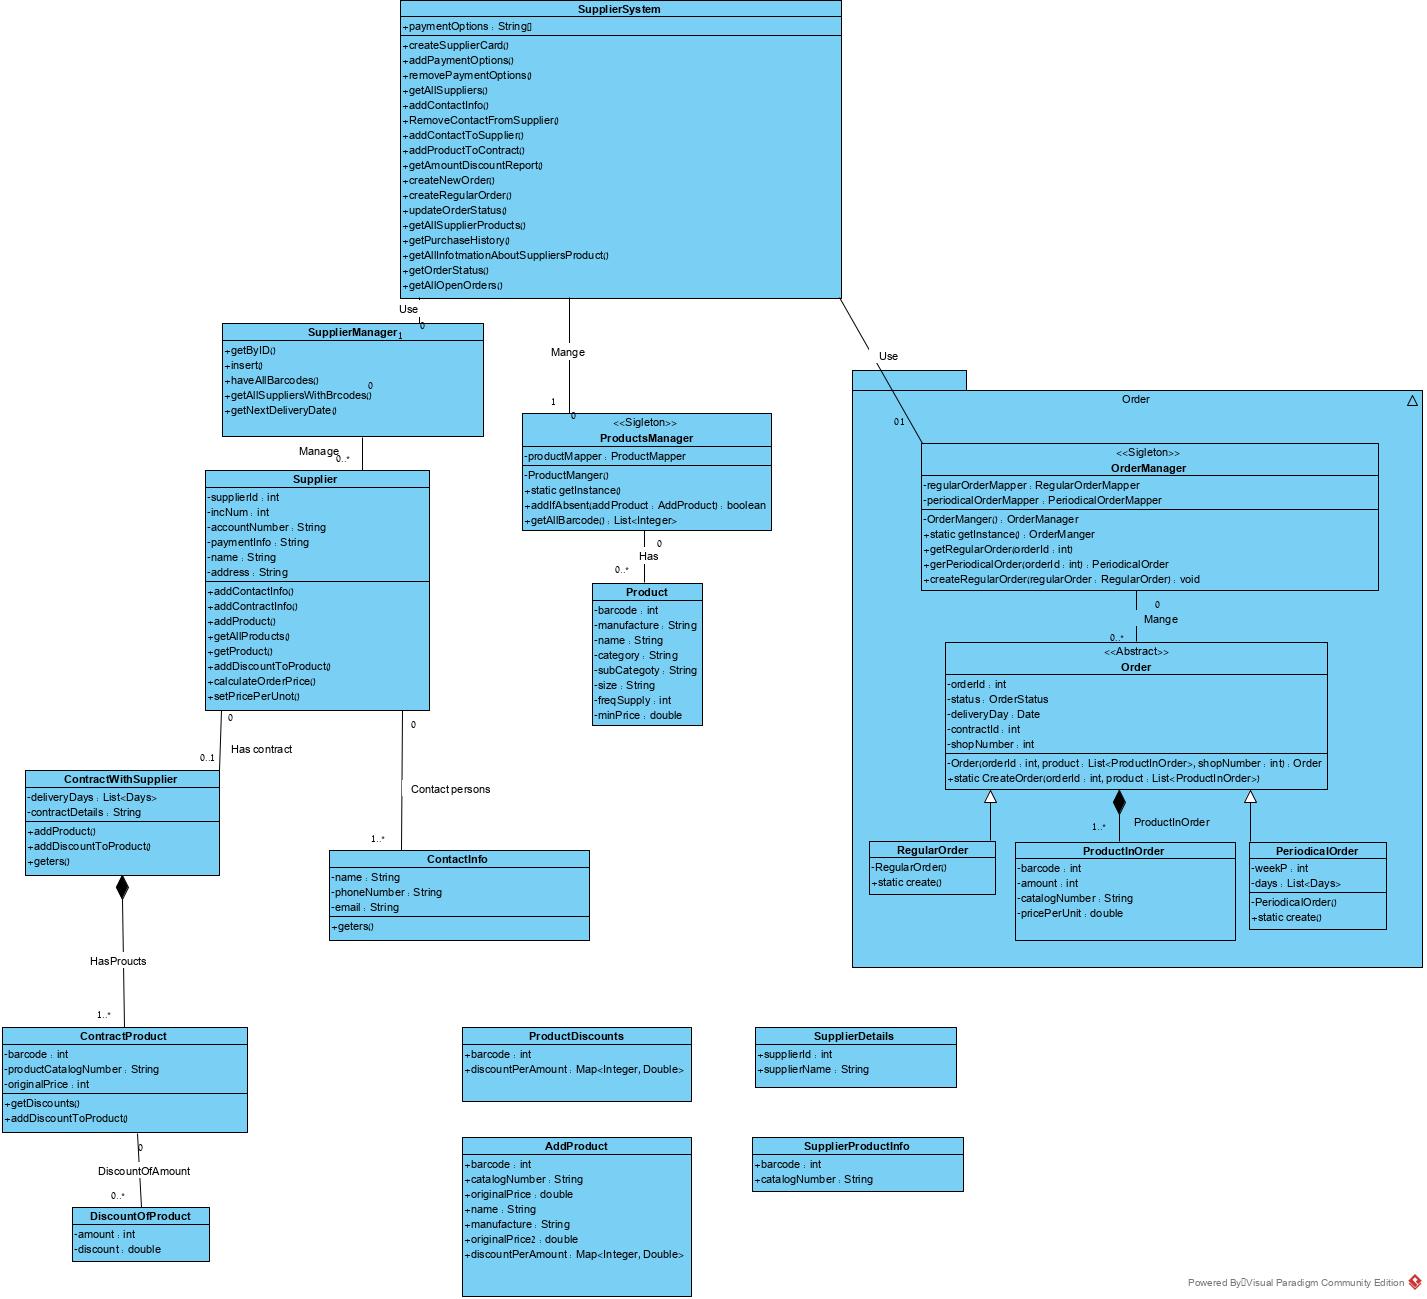 SupplierSystem
+paymentOptions : String[]
+createSupplierCard()
+addPaymentOptions()
+removePaymentOptions()
+getAllSuppliers()
+addContactInfo()
+RemoveContactFromSupplier()
+addContactToSupplier()
+addProductToContract()
+getAmountDiscountReport()
+createNewOrder()
+createRegularOrder()
+updateOrderStatus()
+getAllSupplierProducts()
+getPurchaseHistory()
+getAllInfotmationAboutSuppliersProduct()
+getOrderStatus()
+getAllOpenOrders()
Use
0
1
SupplierManager
+getByID()
+insert()
+haveAllBarcodes()
+getAllSuppliersWithBrcodes()
+getNextDeliveryDate()
0
Manage
0..*
Supplier
-supplierId : int
-incNum : int
-accountNumber : String
-paymentInfo : String
-name : String
-address : String
+addContactInfo()
+addContractInfo()
+addProduct()
+getAllProducts()
+getProduct()
+addDiscountToProduct()
+calculateOrderPrice()
+setPricePerUnot()
0
Has contract
0..1
0
Contact persons
1..*
ContractWithSupplier
-deliveryDays : List<Days>
-contractDetails : String
+addProduct()
+addDiscountToProduct()
+geters()
ContactInfo
-name : String
-phoneNumber : String
-email : String
+geters()
HasProucts
1..*
ContractProduct
-barcode : int
-productCatalogNumber : String
-originalPrice : int
+getDiscounts()
+addDiscountToProduct()
0
DiscountOfAmount
0..*
DiscountOfProduct
-amount : int
-discount : double
Mange
1
0
<<Sigleton>>
ProductsManager
-productMapper : ProductMapper
-ProductManger()
+static getInstance()
+addIfAbsent(addProduct : AddProduct) : boolean
+getAllBarcode() : List<Integer>
0
Has
0..*
Product
-barcode : int
-manufacture : String
-name : String
-category : String
-subCategoty : String
-size : String
-freqSupply : int
-minPrice : double
Use
01
Order
<<Sigleton>>
OrderManager
-regularOrderMapper : RegularOrderMapper
-periodicalOrderMapper : PeriodicalOrderMapper
-OrderManger() : OrderManager
+static getInstance() : OrderManger
+getRegularOrder(orderId : int)
+gerPeriodicalOrder(orderId : int) : PeriodicalOrder
+createRegularOrder(regularOrder : RegularOrder) : void
0
Mange
0..*
<<Abstract>>
Order
-orderId : int
-status : OrderStatus
-deliveryDay : Date
-contractId : int
-shopNumber : int
-Order(orderId : int, product : List<ProductInOrder>, shopNumber : int) : Order
+static CreateOrder(orderId : int, product : List<ProductInOrder>)
1..*
ProductInOrder
RegularOrder
-RegularOrder()
+static create()
ProductInOrder
-barcode : int
-amount : int
-catalogNumber : String
-pricePerUnit : double
PeriodicalOrder
-weekP : int
-days : List<Days>
-PeriodicalOrder()
+static create()
ProductDiscounts
+barcode : int
+discountPerAmount : Map<Integer, Double>
SupplierDetails
+supplierId : int
+supplierName : String
AddProduct
+barcode : int
+catalogNumber : String
+originalPrice : double
+name : String
+manufacture : String
+originalPrice2 : double
+discountPerAmount : Map<Integer, Double>
SupplierProductInfo
+barcode : int
+catalogNumber : String
Powered By Visual Paradigm Community Edition